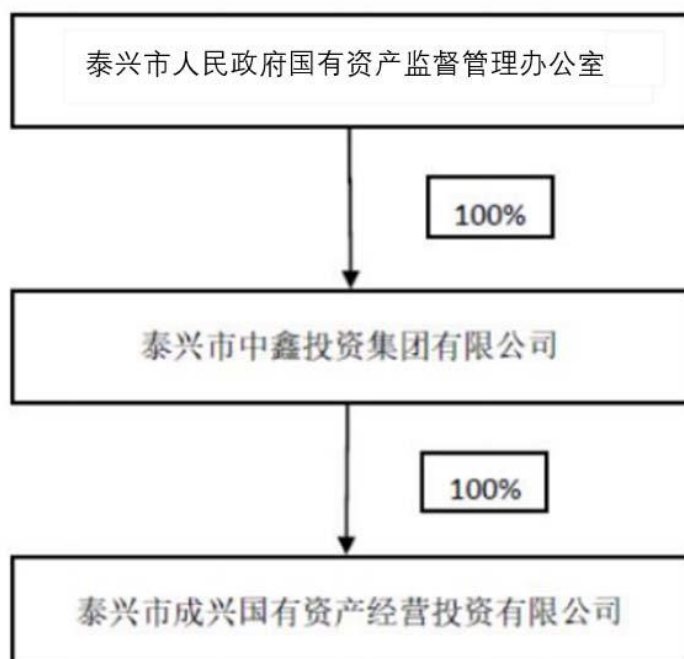 泰兴市人民政府国有资产监督管理办公室
100%
泰兴市中鑫投资集团有限公司
100%
泰兴市成兴国有资产经营投资有限公司